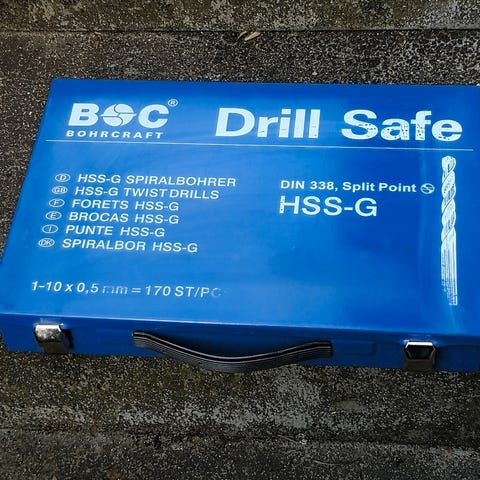 BOC®
BOHRCRAFT
Drill Safe
D HSS-G SPIRALBOHRER
GB HSS-G TWIST DRILLS
F FORETS HSS-G
E BROCAS HSS-G
I PUNTE HSS-G
DK SPIRALBOR HSS-G
DIN 338, Split Point
HSS-G
1-10 x 0,5 mm = 170 ST/PC